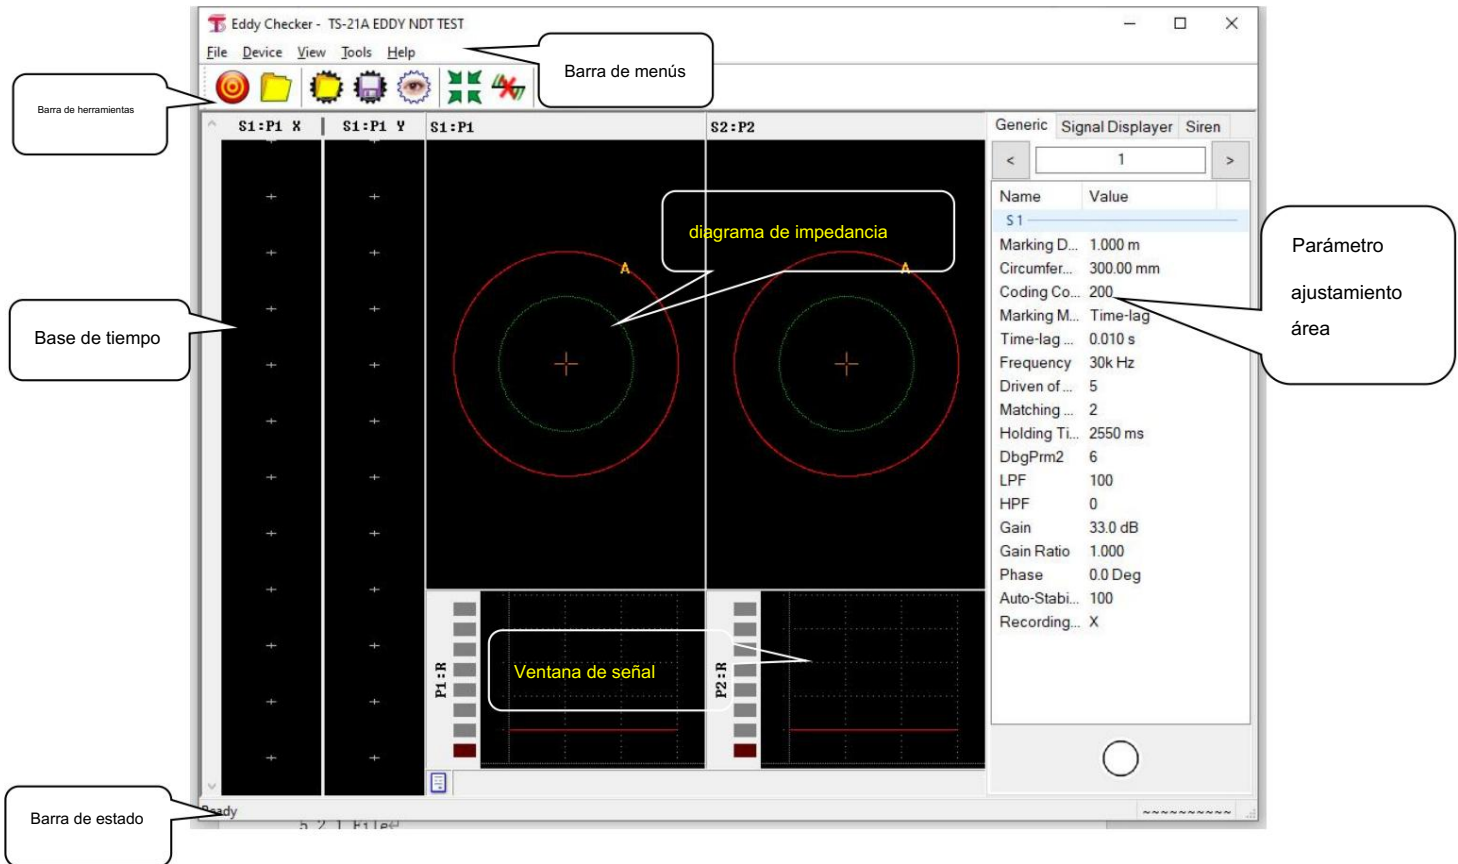 Eddy Checker - TS-21A EDDY NDT TEST
File Device View Tools Help
Barra de menús
Barra de herramientas
S1:P1 X
S1:P1 Y
S1:P1
S2:P2
Generic Signal Displayer Siren
< 1 >
Name Value
S 1
Marking D... 1.000 m
Circumfer... 300.00 mm
Coding Co... 200
Marking M... Time-lag
Time-lag ... 0.010 s
Frequency 30k Hz
Driven of ... 5
Matching ... 2
Holding Ti... 2550 ms
DbgPrm2 6
LPF 100
HPF 0
Gain 33.0 dB
Gain Ratio 1.000
Phase 0.0 Deg
Auto-Stabi... 100
Recording... X
diagrama de impedancia
A
A
Parámetro
ajustamiento
área
Base de tiempo
P1:R
Ventana de señal
P2:R
Barra de estado
Ready
~~~~~~~~~~
5.2.1 File